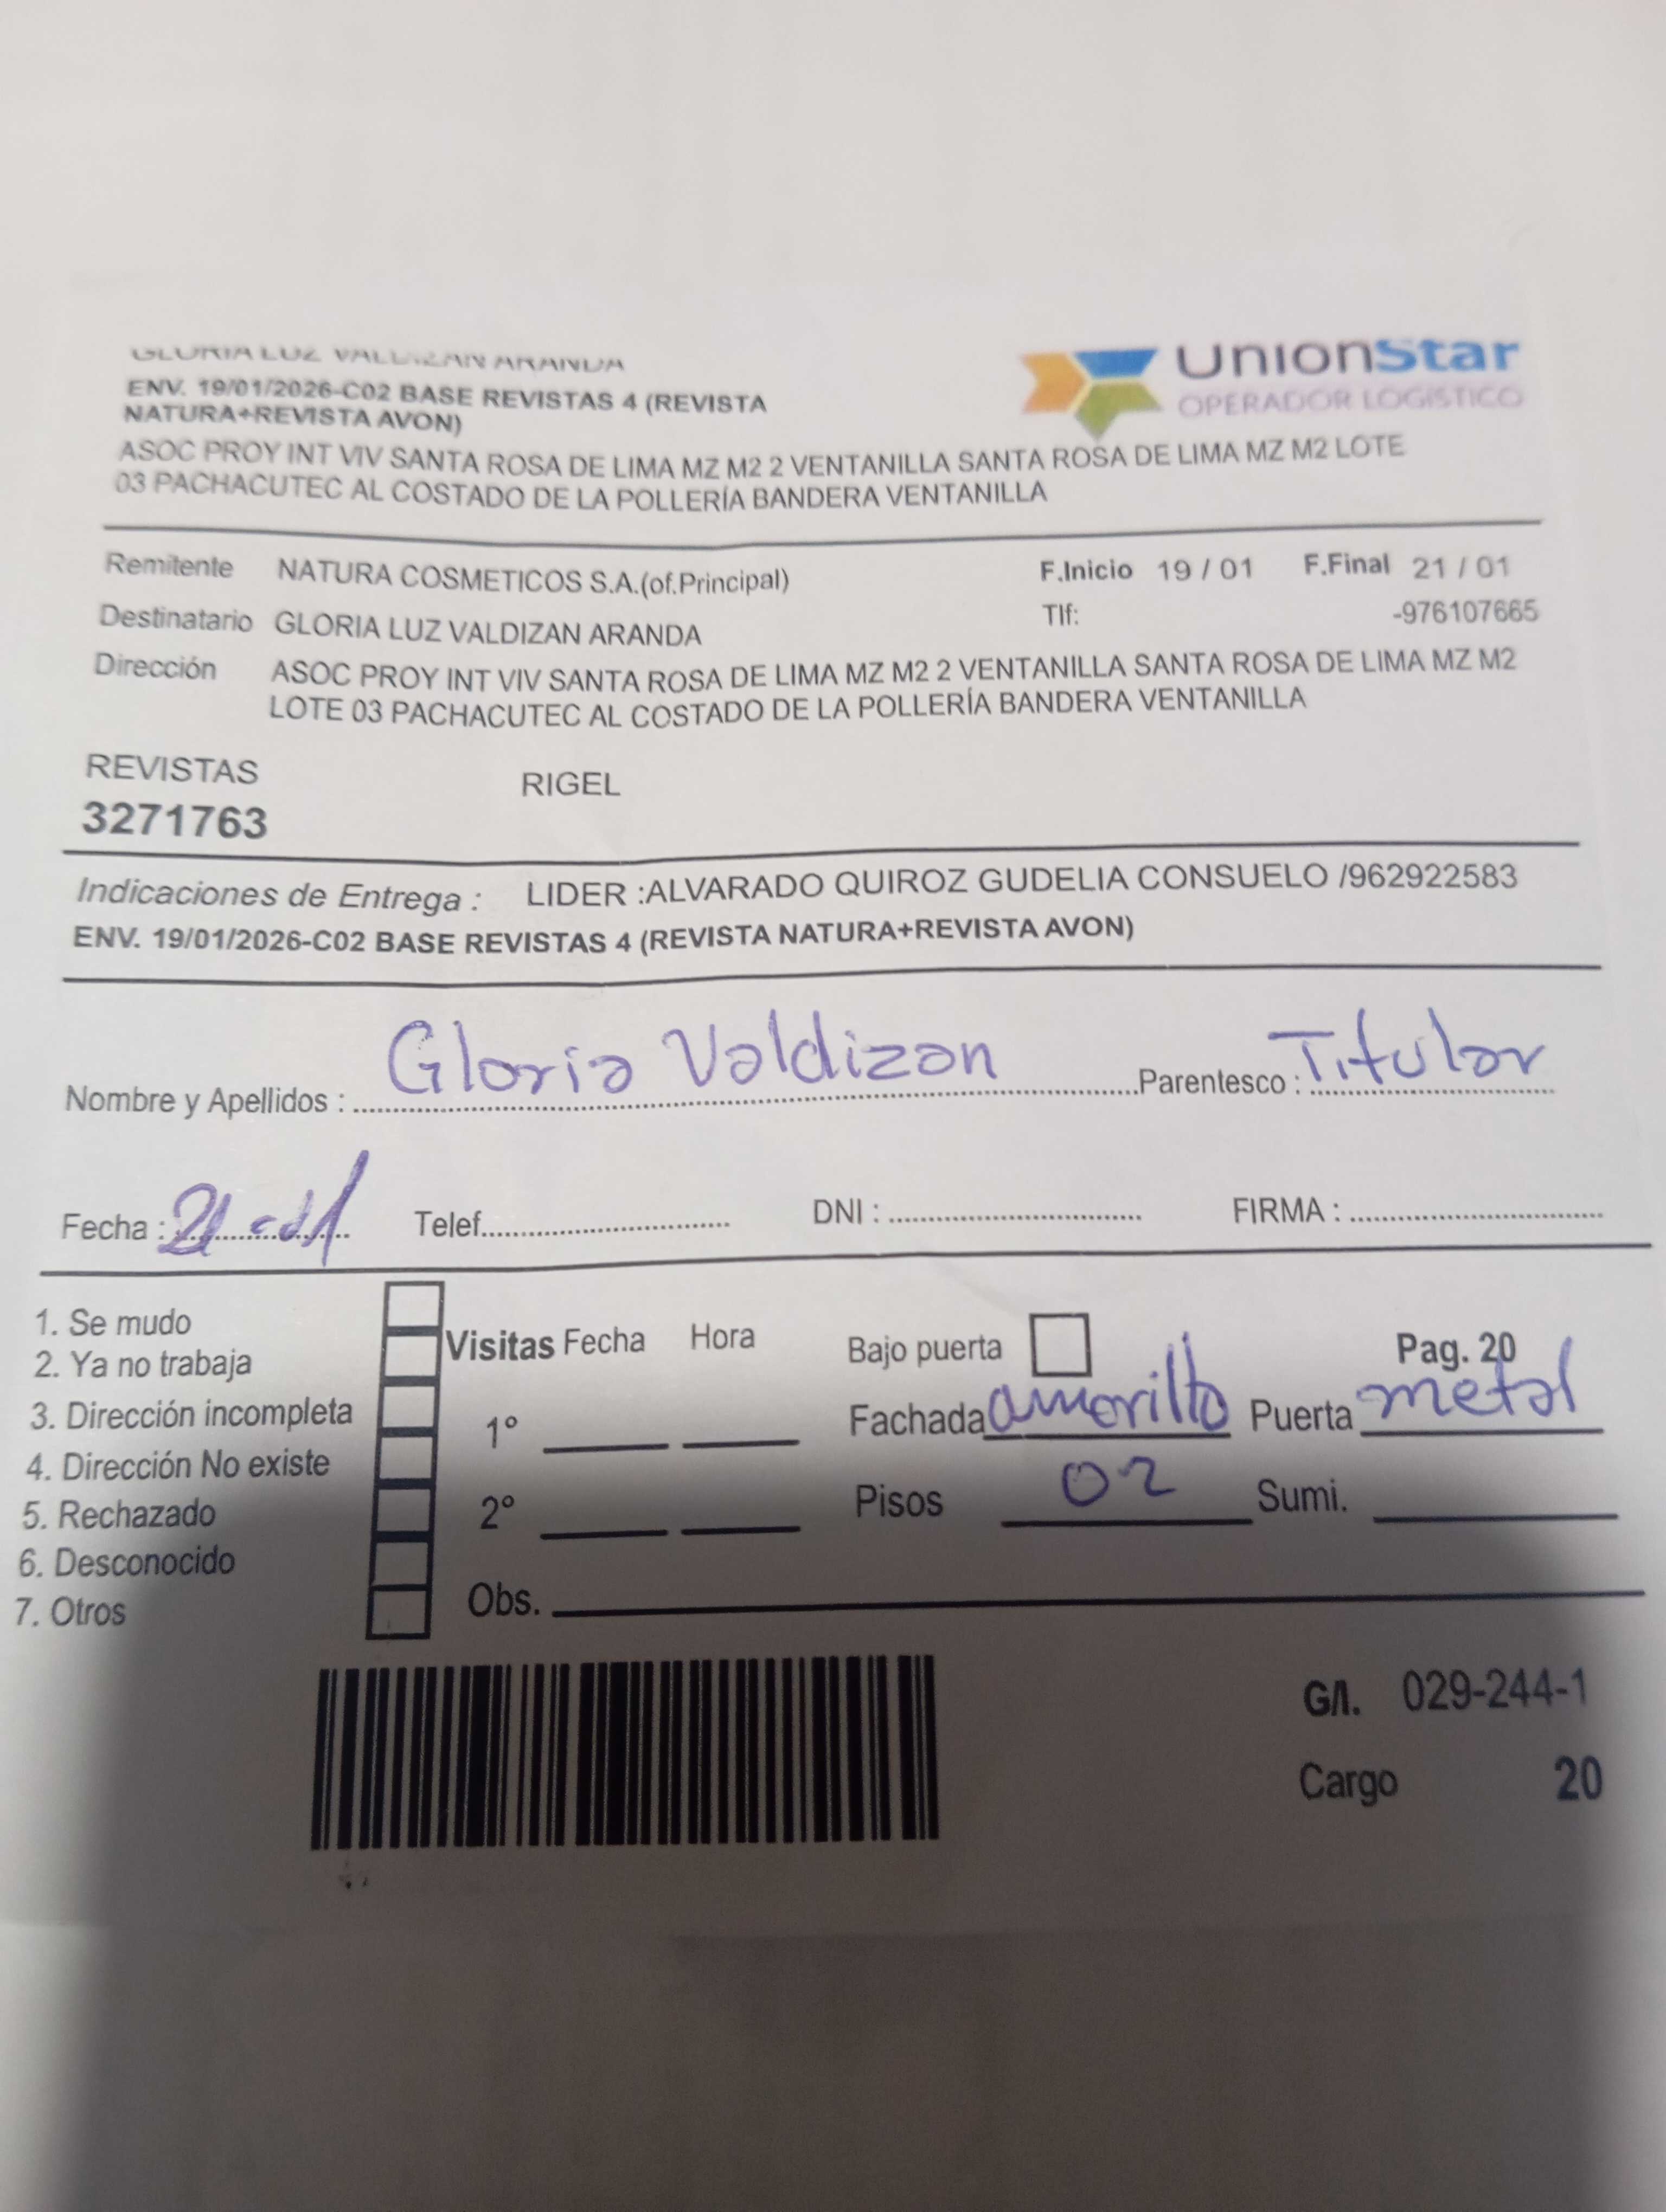 GLORIA LUZ VALDIZAN ARANDA
ENV. 19/01/2026-C02 BASE REVISTAS 4 (REVISTA
NATURA+REVISTA AVON)
UnionStar
OPERADOR LOGISTICO
ASOC PROY INT VIV SANTA ROSA DE LIMA MZ M2 2 VENTANILLA SANTA ROSA DE LIMA MZ M2 LOTE
03 PACHACUTEC AL COSTADO DE LA POLLERÍA BANDERA VENTANILLA
Remitente NATURA COSMETICOS S.A.(of.Principal) F.Inicio 19 / 01 F.Final 21 / 01
Destinatario GLORIA LUZ VALDIZAN ARANDA Tlf: -976107665
Dirección ASOC PROY INT VIV SANTA ROSA DE LIMA MZ M2 2 VENTANILLA SANTA ROSA DE LIMA MZ M2
LOTE 03 PACHACUTEC AL COSTADO DE LA POLLERÍA BANDERA VENTANILLA
REVISTAS RIGEL
3271763
Indicaciones de Entrega : LIDER :ALVARADO QUIROZ GUDELIA CONSUELO /962922583
ENV. 19/01/2026-C02 BASE REVISTAS 4 (REVISTA NATURA+REVISTA AVON)
Nombre y Apellidos : Gloria Valdizan Parentesco : Titular
Fecha : 21 Telef. DNI : FIRMA :
1. Se mudo
2. Ya no trabaja
3. Dirección incompleta
4. Dirección No existe
5. Rechazado
6. Desconocido
7. Otros
Visitas Fecha Hora
1°
2°
Obs.
Bajo puerta Pag. 20
Fachada amarillo Puerta metal
Pisos 02 Sumi.
G/I. 029-244-1
Cargo 20